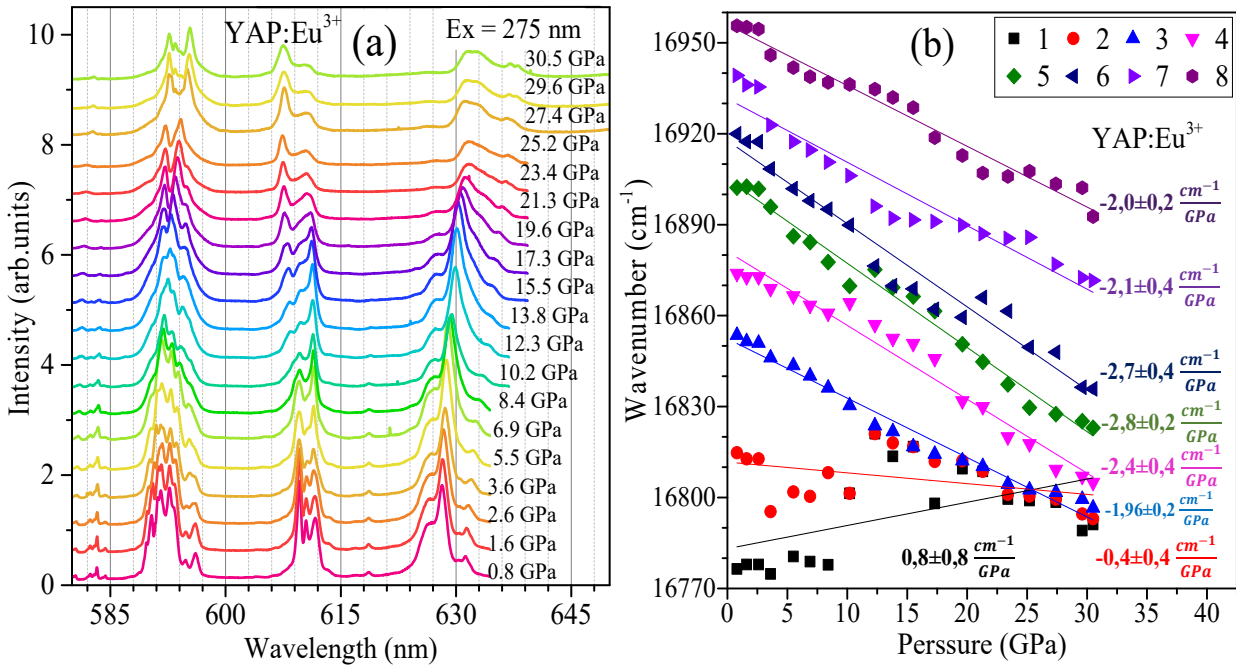 YAP:Eu³⁺ (a) Ex = 275 nm
30.5 GPa
29.6 GPa
27.4 GPa
25.2 GPa
23.4 GPa
21.3 GPa
19.6 GPa
17.3 GPa
15.5 GPa
13.8 GPa
12.3 GPa
10.2 GPa
8.4 GPa
6.9 GPa
5.5 GPa
3.6 GPa
2.6 GPa
1.6 GPa
0.8 GPa
10
8
6
4
2
0
Intensity (arb.units)
585 600 615 630 645
Wavelength (nm)
(b)
1 2 3 4
5 6 7 8
YAP:Eu³⁺
-2,0±0,2 cm⁻¹/GPa
-2,1±0,4 cm⁻¹/GPa
-2,7±0,4 cm⁻¹/GPa
-2,8±0,2 cm⁻¹/GPa
-2,4±0,4 cm⁻¹/GPa
-1,96±0,2 cm⁻¹/GPa
0,8±0,8 cm⁻¹/GPa
-0,4±0,4 cm⁻¹/GPa
16950
16920
16890
16860
16830
16800
16770
Wavenumber (cm⁻¹)
0 5 10 15 20 25 30 35 40
Perssure (GPa)